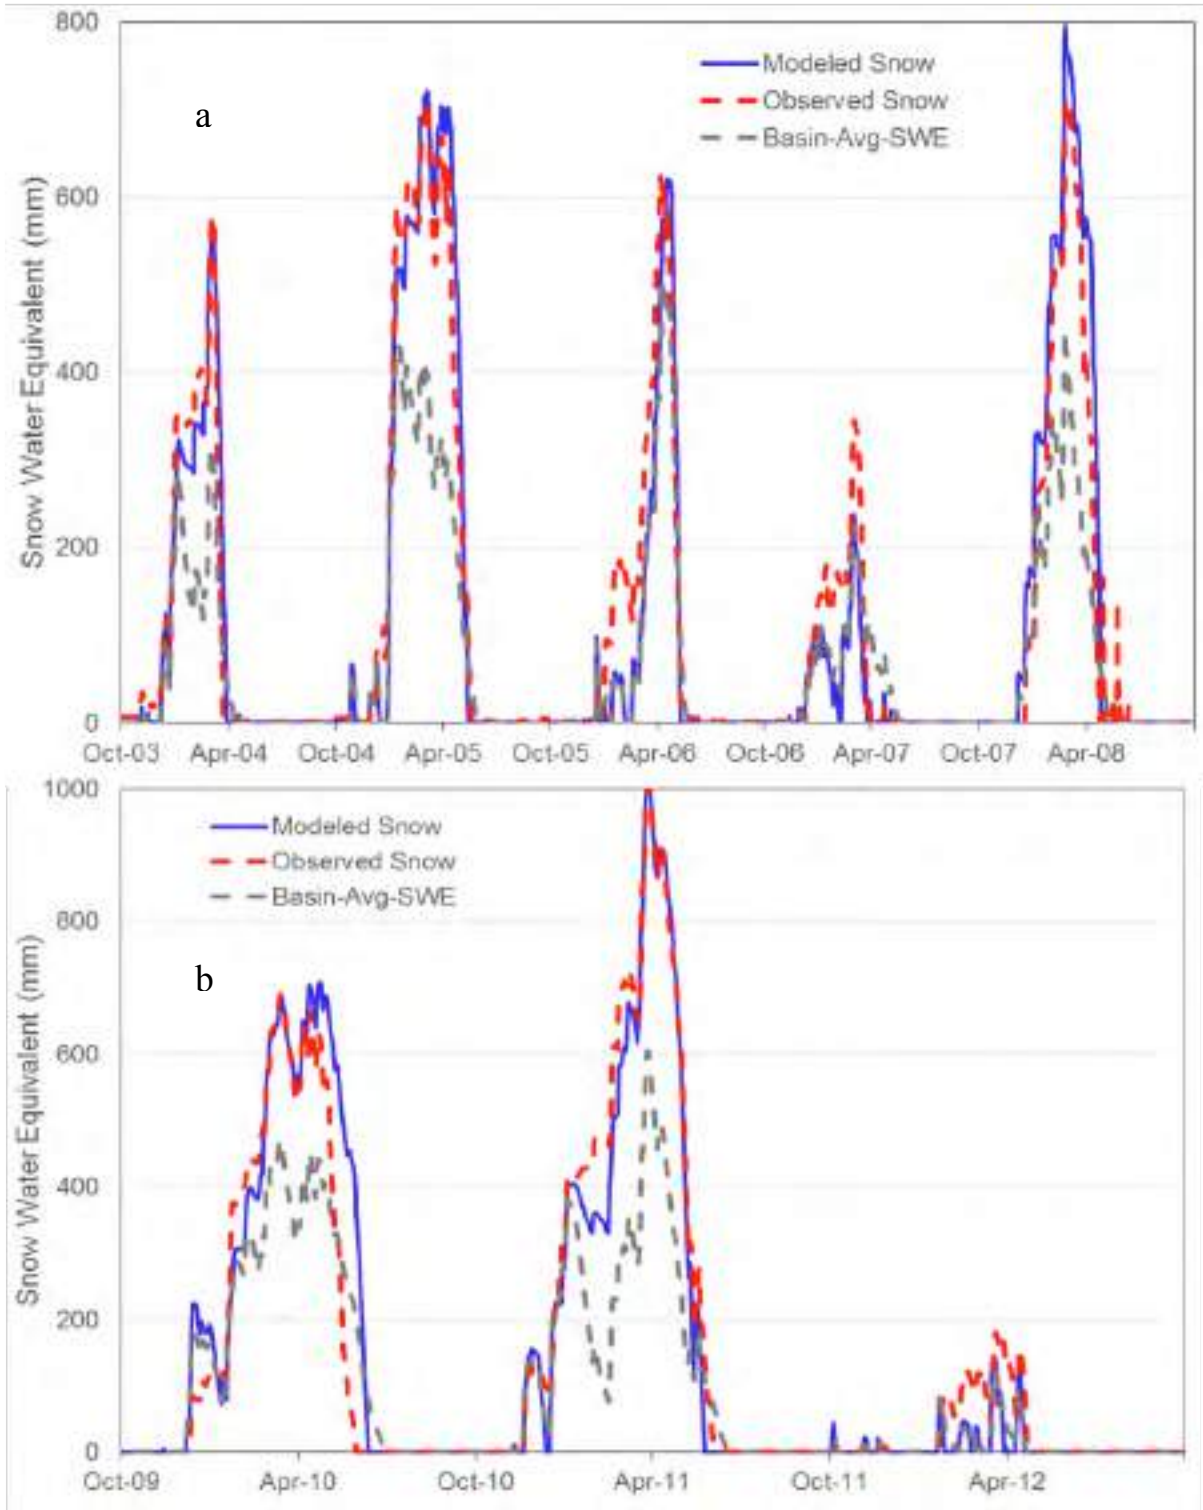 800
600
400
200
0
Snow Water Equivalent (mm)
a
Modeled Snow
Observed Snow
Basin-Avg-SWE
Oct-03 Apr-04 Oct-04 Apr-05 Oct-05 Apr-06 Oct-06 Apr-07 Oct-07 Apr-08
1000
800
600
400
200
0
Snow Water Equivalent (mm)
b
Modeled Snow
Observed Snow
Basin-Avg-SWE
Oct-09 Apr-10 Oct-10 Apr-11 Oct-11 Apr-12